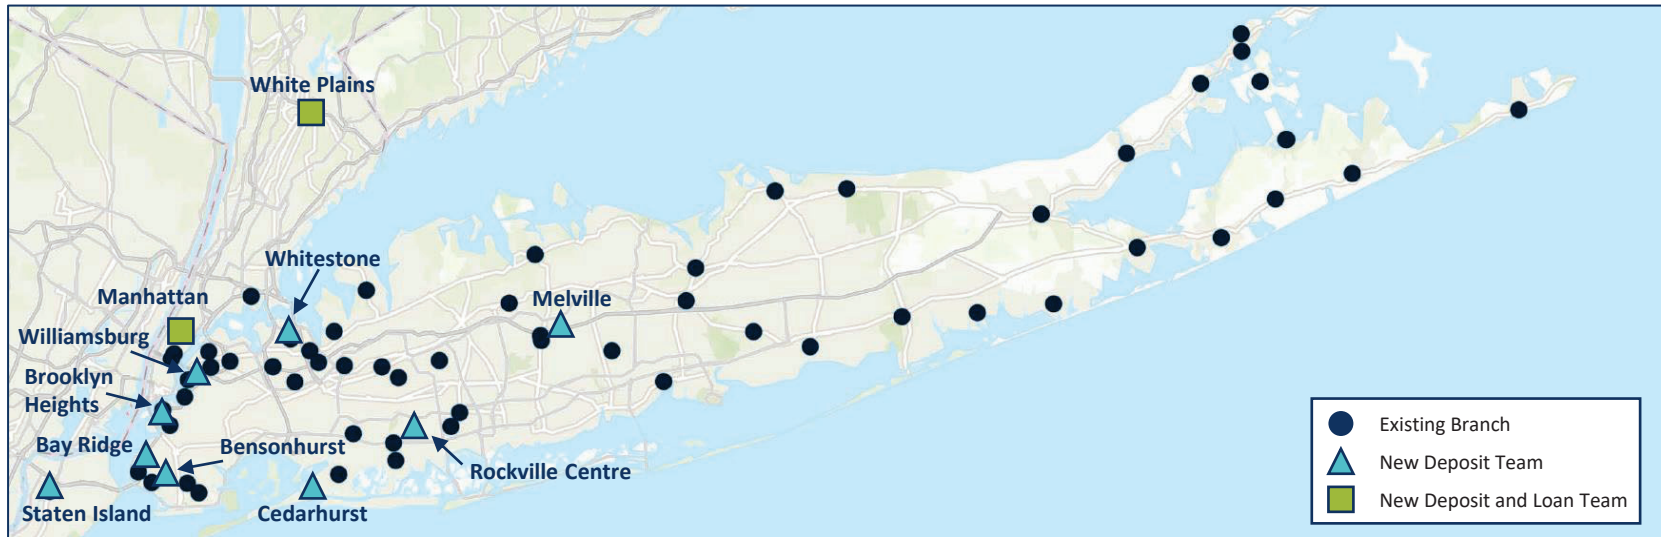 White Plains
Whitestone
Manhattan
Melville
Williamsburg
Brooklyn
Heights
Bay Ridge
Bensonhurst
Rockville Centre
Staten Island
Cedarhurst
Existing Branch
New Deposit Team
New Deposit and Loan Team